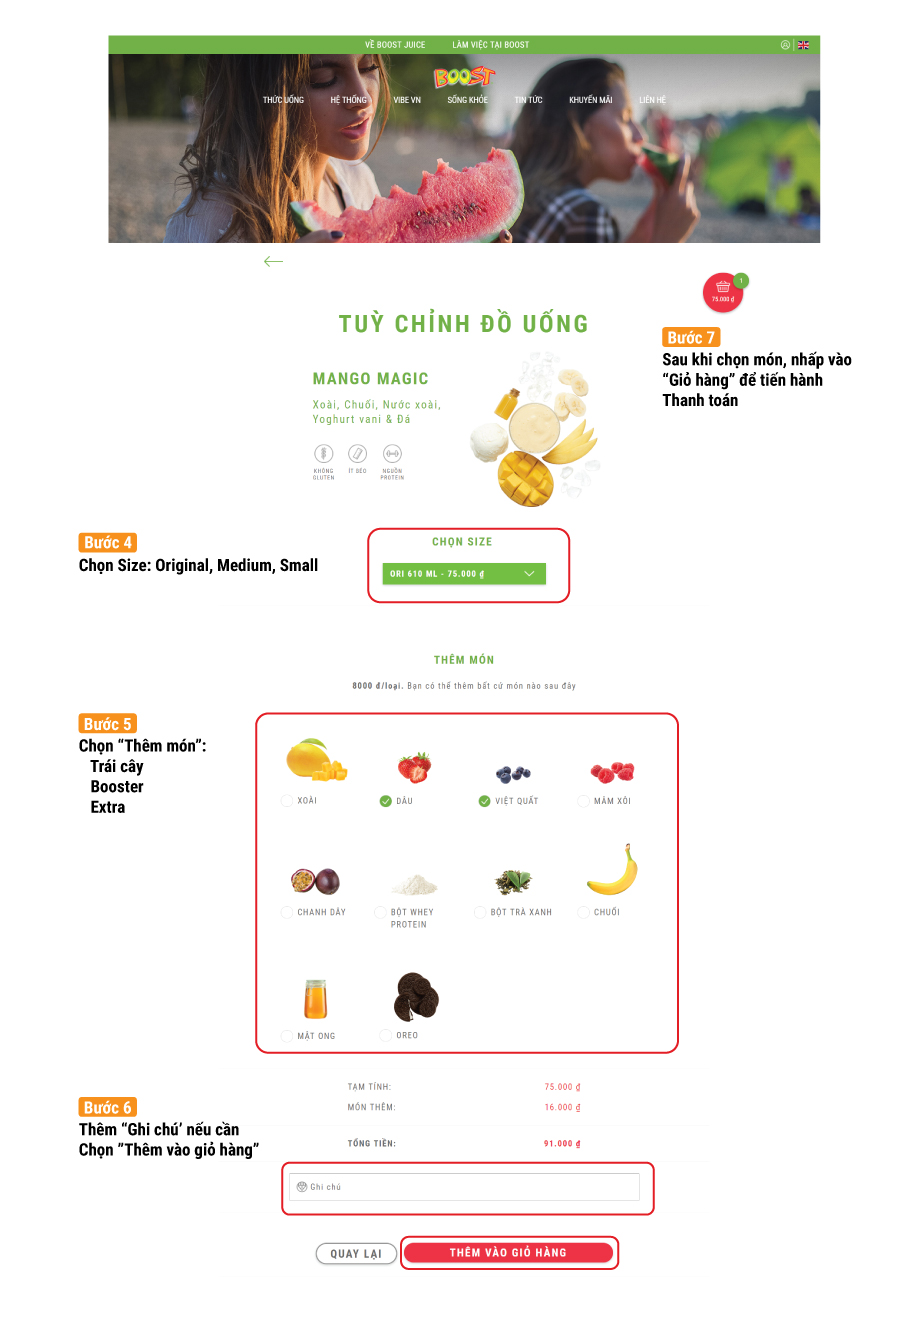 VỀ BOOST JUICE LÀM VIỆC TẠI BOOST
BOOST
THỨC UỐNG HỆ THỐNG VIBE VN SỐNG KHỎE TIN TỨC KHUYẾN MÃI LIÊN HỆ
1
75.000 ₫
TUỲ CHỈNH ĐỒ UỐNG
Bước 7
Sau khi chọn món, nhấp vào
“Giỏ hàng” để tiến hành
Thanh toán
MANGO MAGIC
Xoài, Chuối, Nước xoài,
Yoghurt vani & Đá
KHÔNG
GLUTEN
ÍT BÉO
NGUỒN
PROTEIN
Bước 4
Chọn Size: Original, Medium, Small
CHỌN SIZE
ORI 610 ML - 75.000 ₫
THÊM MÓN
8000 đ/loại. Bạn có thể thêm bất cứ món nào sau đây
Bước 5
Chọn “Thêm món”:
Trái cây
Booster
Extra
XOÀI
DÂU
VIỆT QUẤT
MÂM XÔI
CHANH DÂY
BỘT WHEY
PROTEIN
BỘT TRÀ XANH
CHUỐI
MẬT ONG
OREO
TẠM TÍNH: 75.000 ₫
MÓN THÊM: 16.000 ₫
TỔNG TIỀN: 91.000 ₫
Bước 6
Thêm “Ghi chú’ nếu cần
Chọn ”Thêm vào giỏ hàng”
Ghi chú
QUAY LẠI
THÊM VÀO GIỎ HÀNG